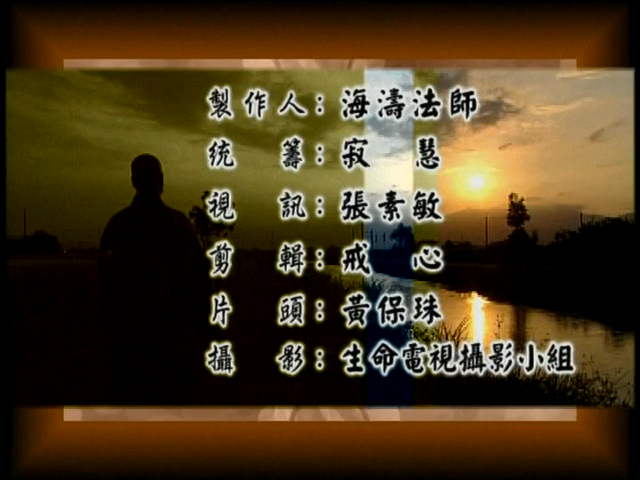 製作人：海濤法師
統　籌：寂　慧
視　訊：張素敏
剪　輯：戒　心
片　頭：黃保珠
攝　影：生命電視攝影小組